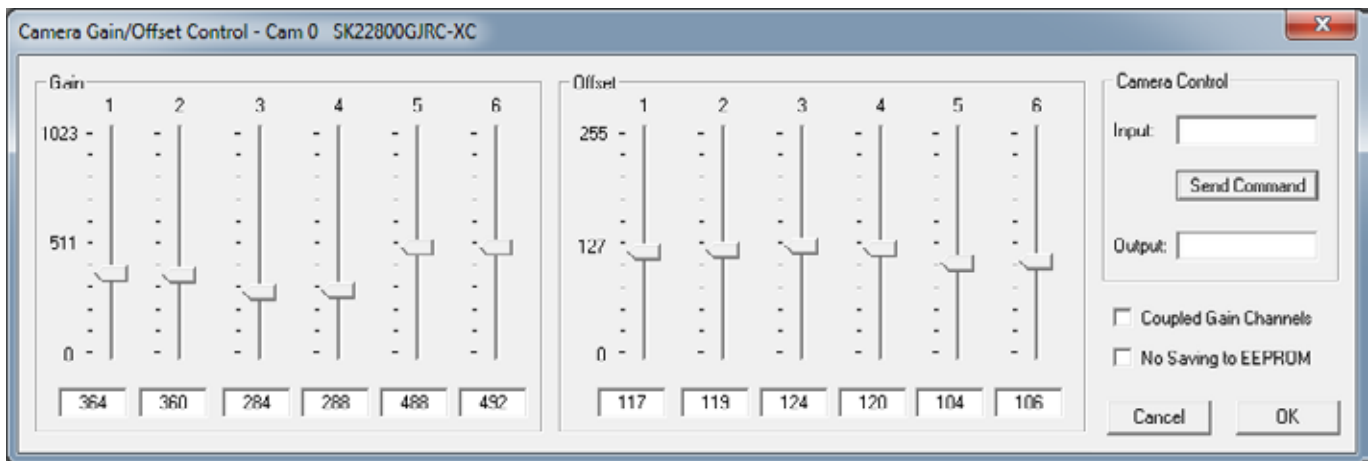 Camera Gain/Offset Control - Cam 0 SK22800GJRC-XC
Gain
1 2 3 4 5 6
1023
511
0
364 360 284 288 488 492
Offset
1 2 3 4 5 6
255
127
0
117 119 124 120 104 106
Camera Control
Input:
Send Command
Output:
Coupled Gain Channels
No Saving to EEPROM
Cancel OK